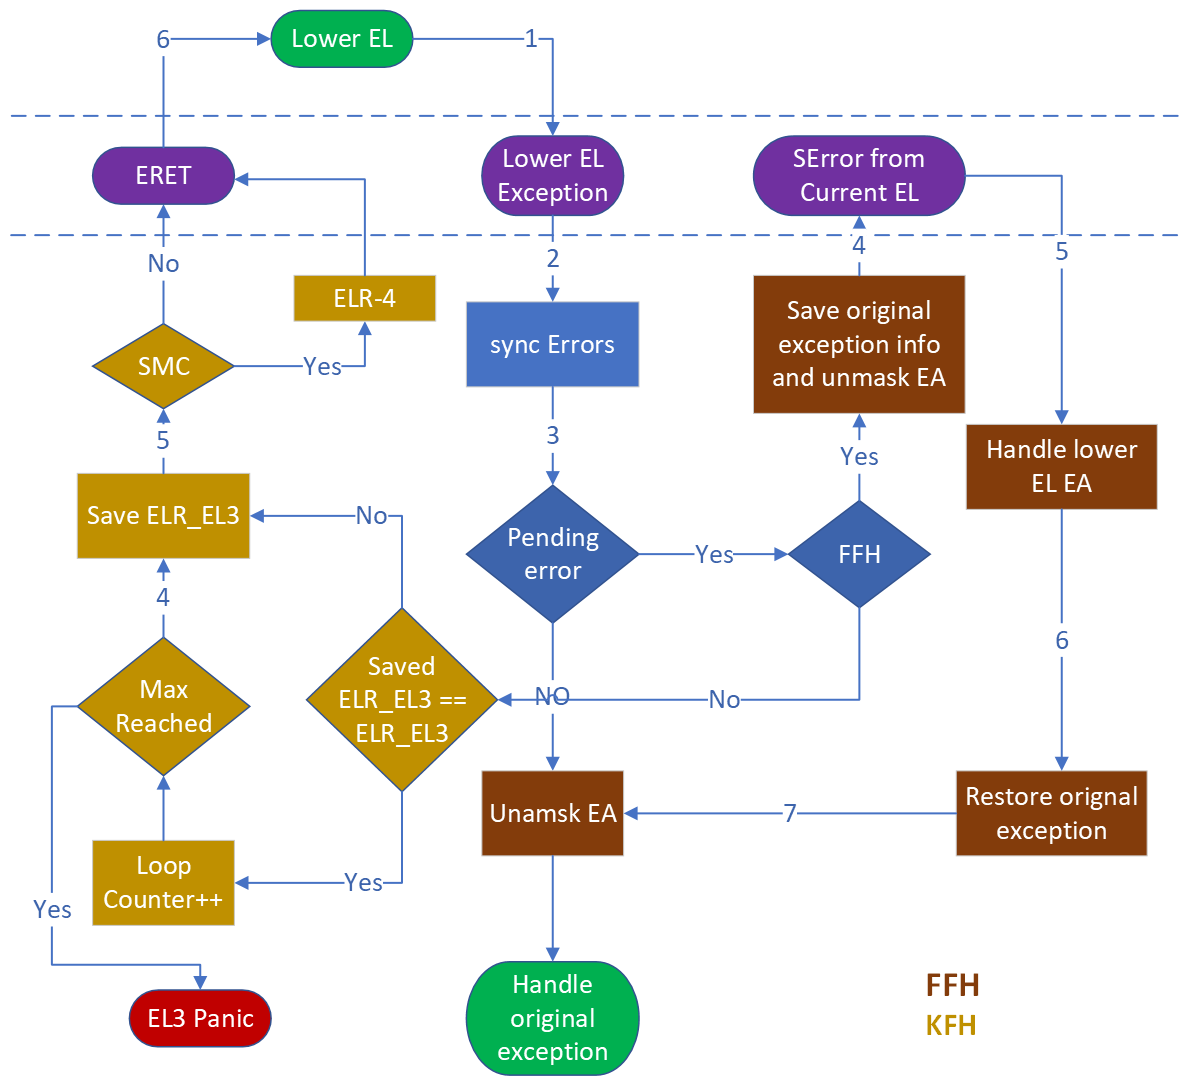 6
Lower EL
1
ERET
Lower EL
Exception
SError from
Current EL
No
2
4
5
ELR-4
Save original
exception info
and unmask EA
sync Errors
SMC
Yes
3
5
Yes
Handle lower
EL EA
Save ELR_EL3
No
Pending
error
Yes
FFH
4
6
Saved
ELR_EL3 ==
ELR_EL3
Max
Reached
NO
No
Unamsk EA
7
Restore orignal
exception
Loop
Counter++
Yes
Yes
Handle
original
exception
EL3 Panic
FFH
KFH